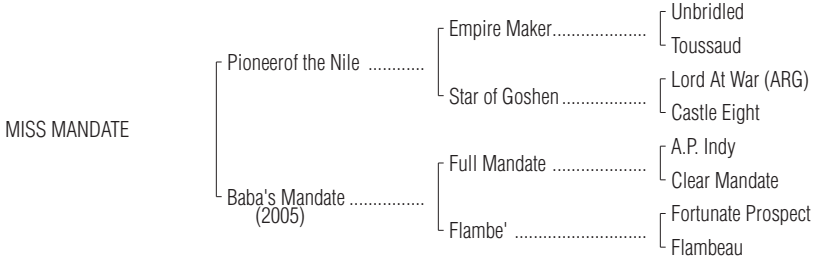 Unbridled
Empire Maker....................
Toussaud
Pioneerof the Nile ............
Lord At War (ARG)
Star of Goshen..................
Castle Eight
MISS MANDATE
A.P. Indy
Full Mandate ....................
Clear Mandate
Baba's Mandate ................
(2005)
Fortunate Prospect
Flambe' ............................
Flambeau